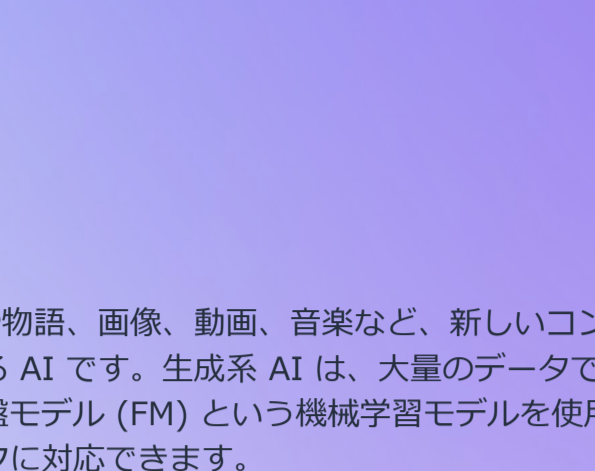 物語、画像、動画、音楽など、新しいコン
る AI です。生成系 AI は、大量のデータで
盤モデル (FM) という機械学習モデルを使用
クに対応できます。